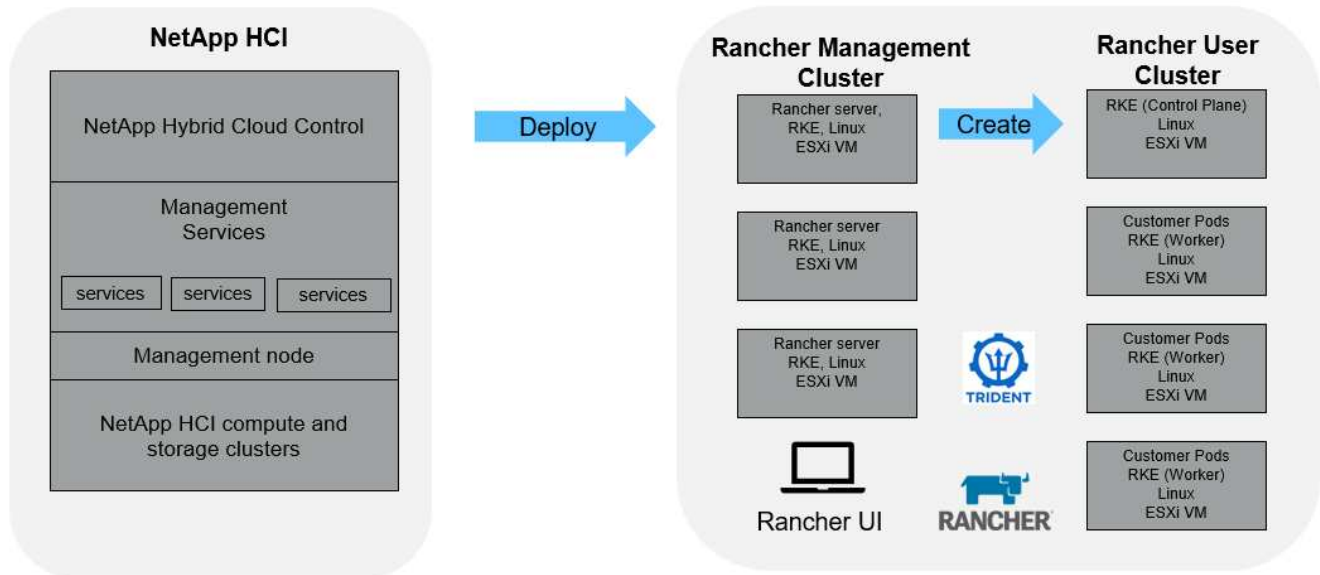 NetApp HCI
NetApp Hybrid Cloud Control
Management
Services
services
services
services
Management node
NetApp HCI compute and
storage clusters
Deploy
Rancher Management
Cluster
Rancher server,
RKE, Linux
ESXi VM
Rancher server
RKE, Linux
ESXi VM
Rancher server
RKE, Linux
ESXi VM
Rancher UI
Create
TRIDENT
RANCHER
Rancher User
Cluster
RKE (Control Plane)
Linux
ESXi VM
Customer Pods
RKE (Worker)
Linux
ESXi VM
Customer Pods
RKE (Worker)
Linux
ESXi VM
Customer Pods
RKE (Worker)
Linux
ESXi VM